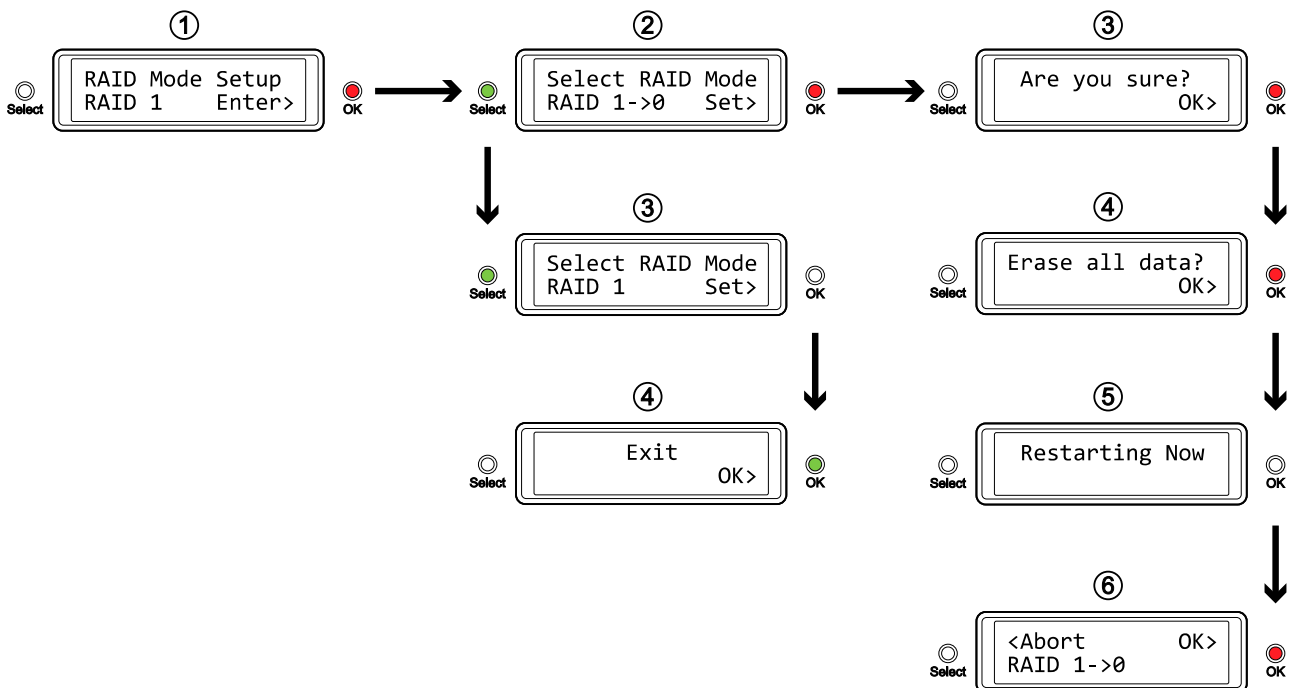 ①
RAID Mode Setup
RAID 1 Enter>
Select
OK
②
Select RAID Mode
RAID 1->0 Set>
Select
OK
③
Are you sure?
OK>
Select
OK
③
Select RAID Mode
RAID 1 Set>
Select
OK
④
Erase all data?
OK>
Select
OK
④
Exit
OK>
Select
OK
⑤
Restarting Now
Select
OK
⑥
<Abort OK>
RAID 1->0
Select
OK